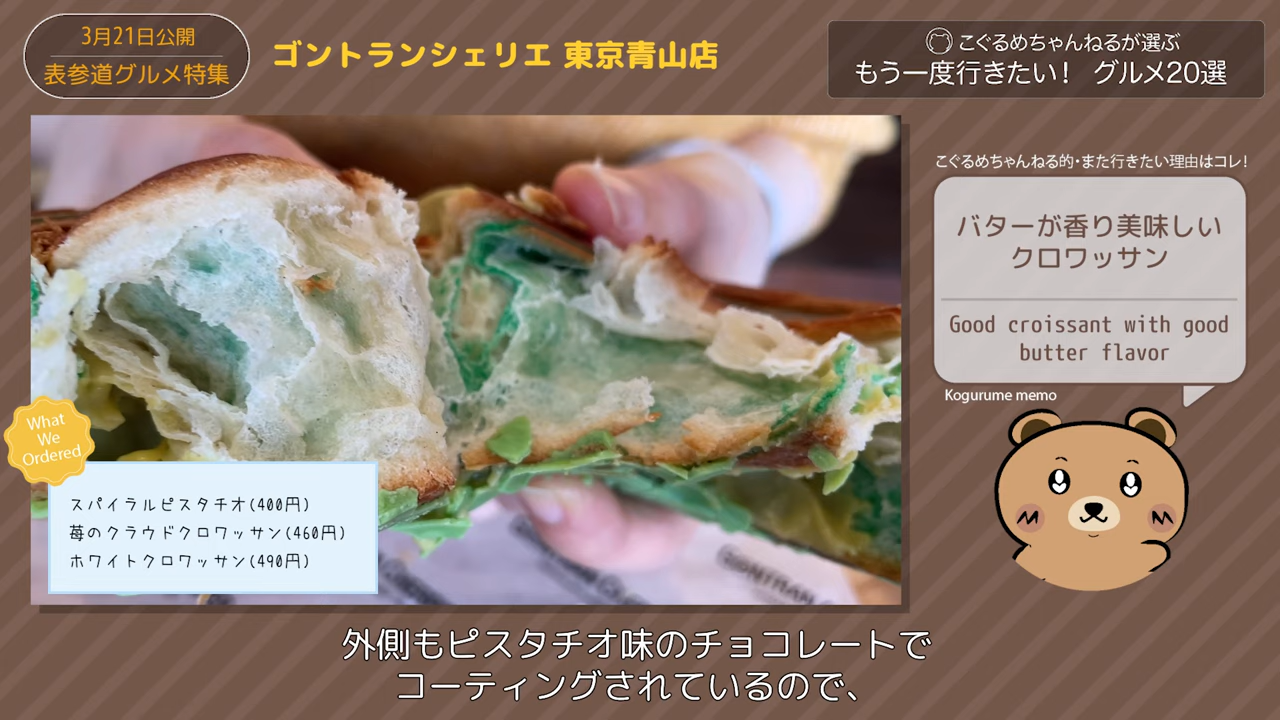 3月21日公開
表参道グルメ特集
ゴントランシェリエ 東京青山店
こぐるめちゃんねるが選ぶ
もう一度行きたい! グルメ20選
こぐるめちゃんねる的・また行きたい理由はコレ!
バターが香り美味しい
クロワッサン
Good croissant with good
butter flavor
Kogurume memo
What
We
Ordered
スパイラルピスタチオ(400円)
苺のクラウドクロワッサン(460円)
ホワイトクロワッサン(490円)
外側もピスタチオ味のチョコレートで
コーティングされているので、